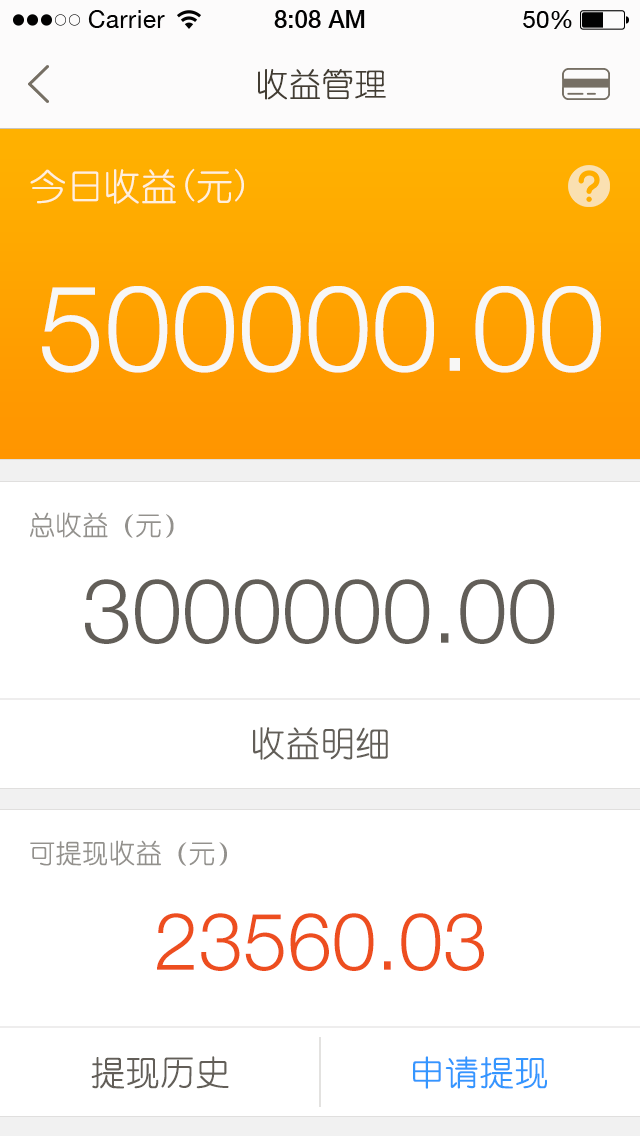 Carrier 8:08 AM 50%
收益管理
今日收益(元)
500000.00
总收益（元）
3000000.00
收益明细
可提现收益（元）
23560.03
提现历史 申请提现